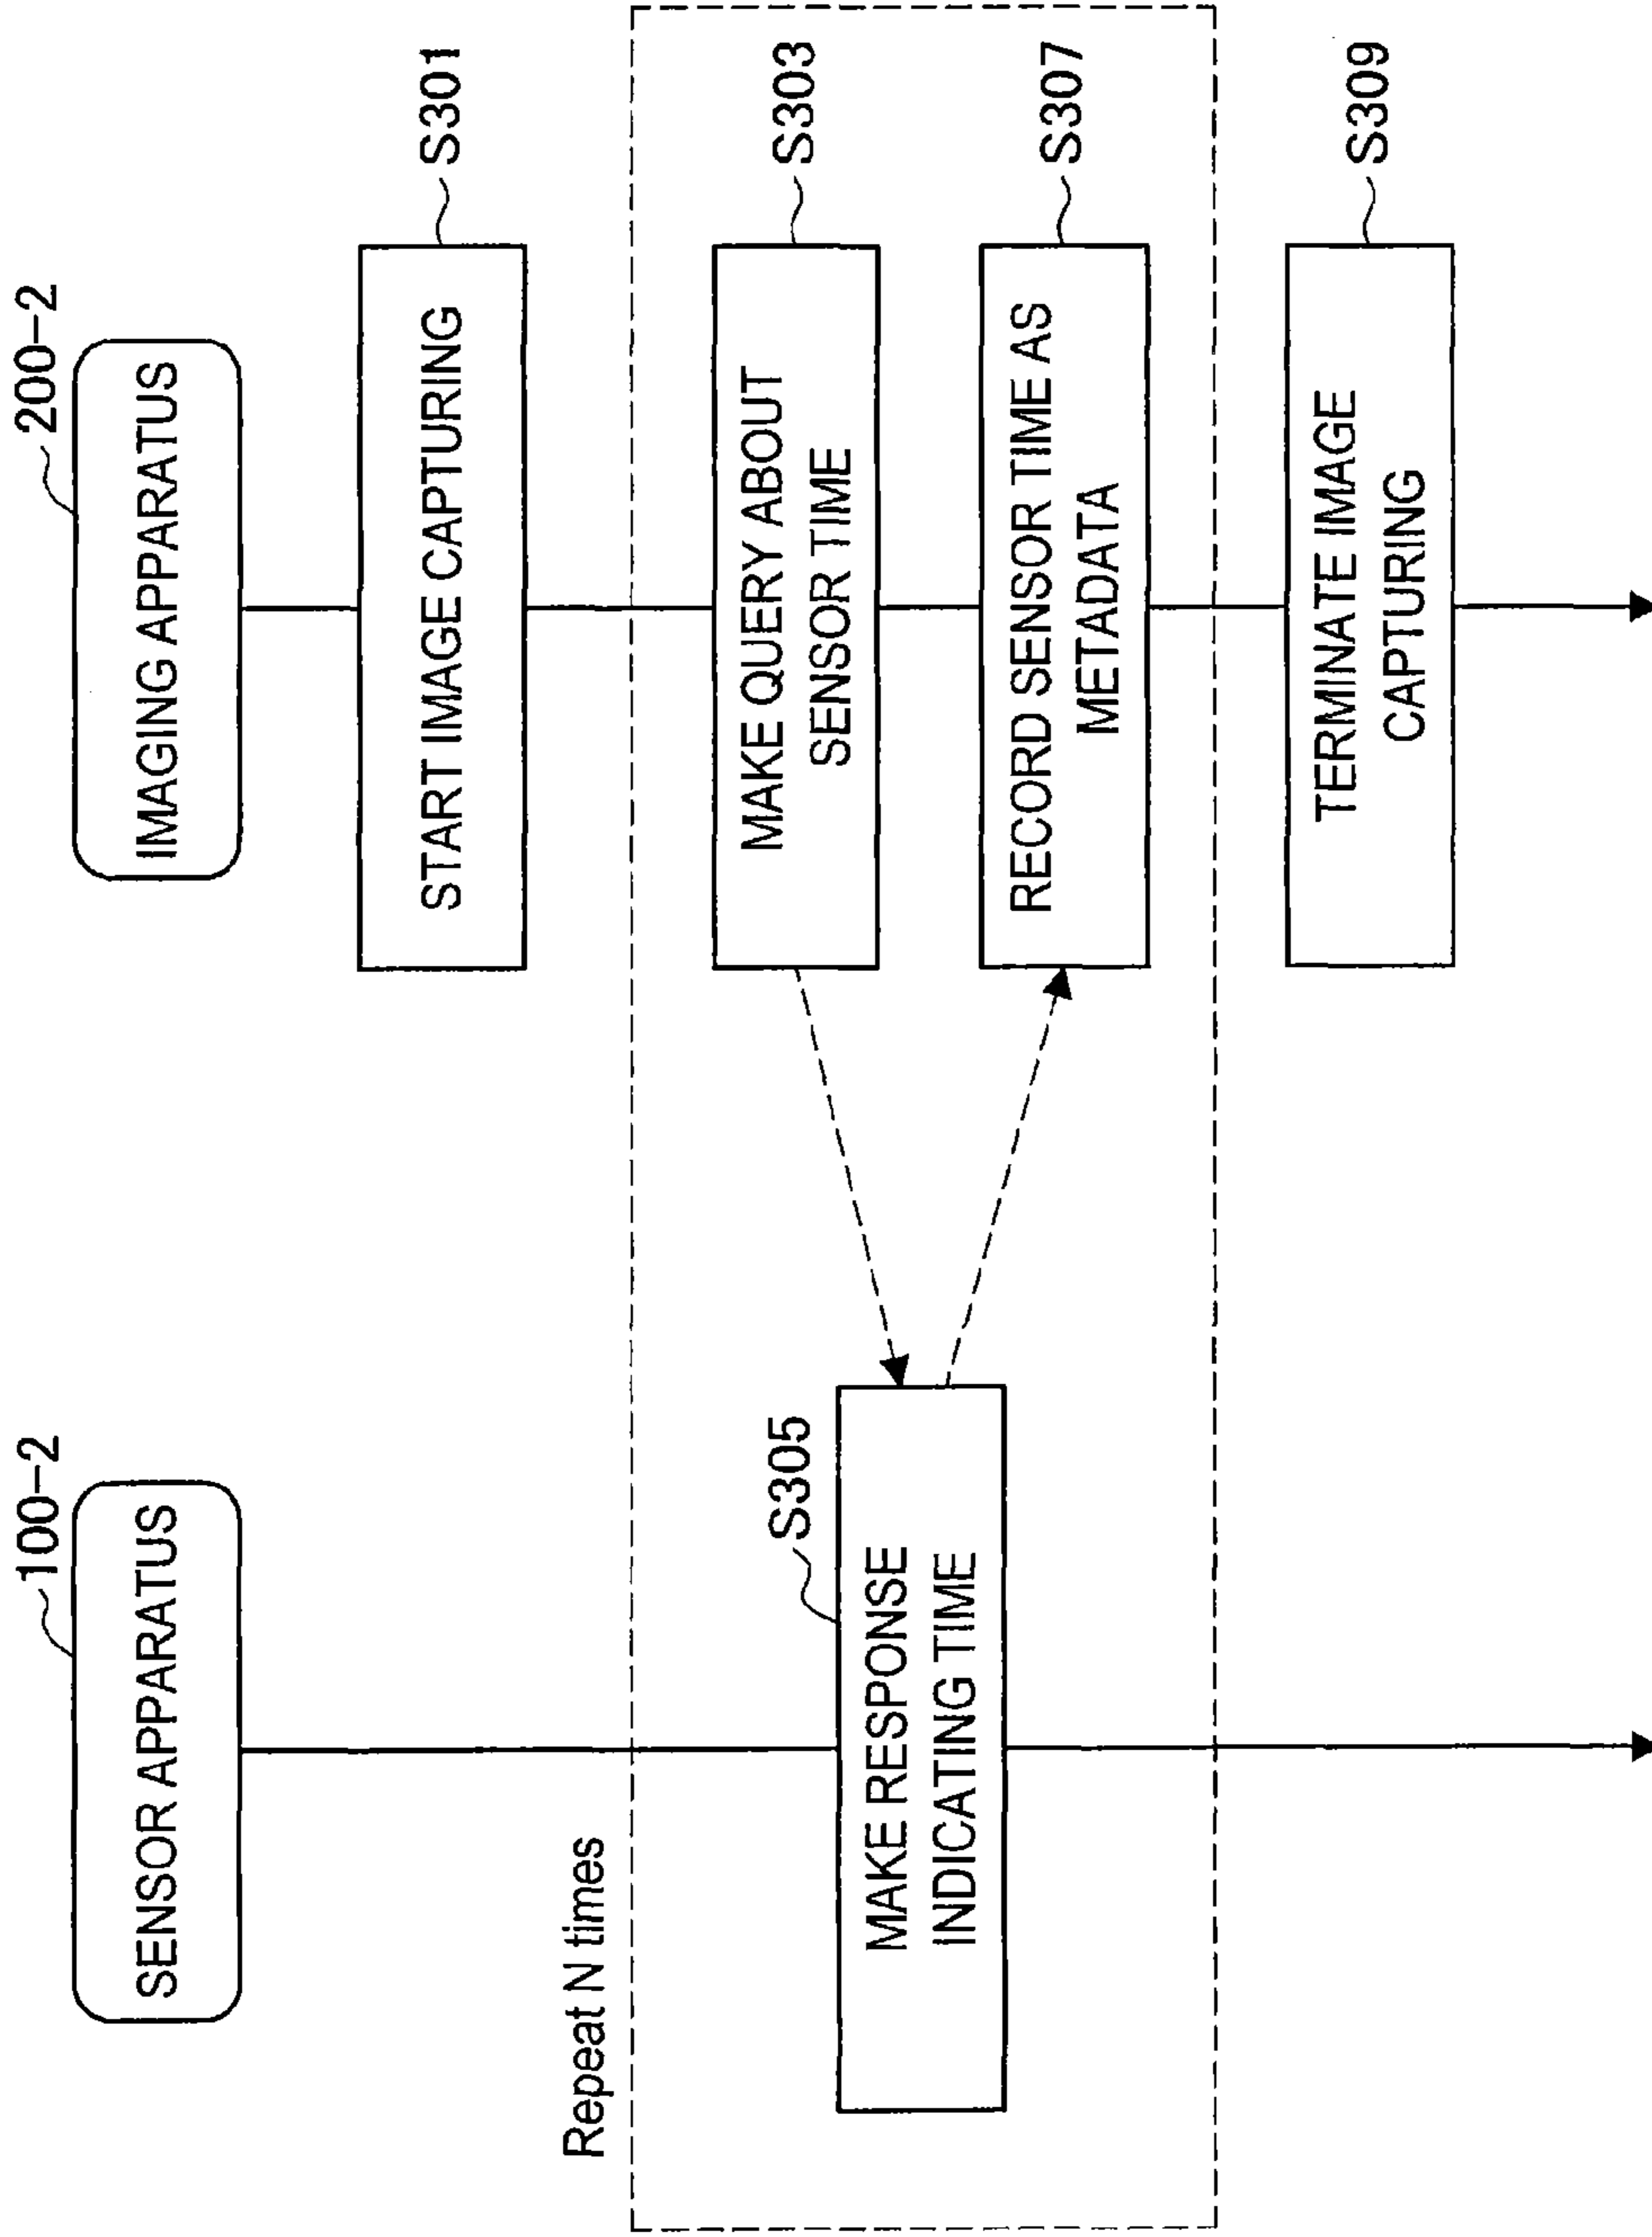 100-2
SENSOR APPARATUS
200-2
IMAGING APPARATUS
START IMAGE CAPTURING
S301
Repeat N times
MAKE QUERY ABOUT
SENSOR TIME
S303
S305
MAKE RESPONSE
INDICATING TIME
RECORD SENSOR TIME AS
METADATA
S307
TERMINATE IMAGE
CAPTURING
S309